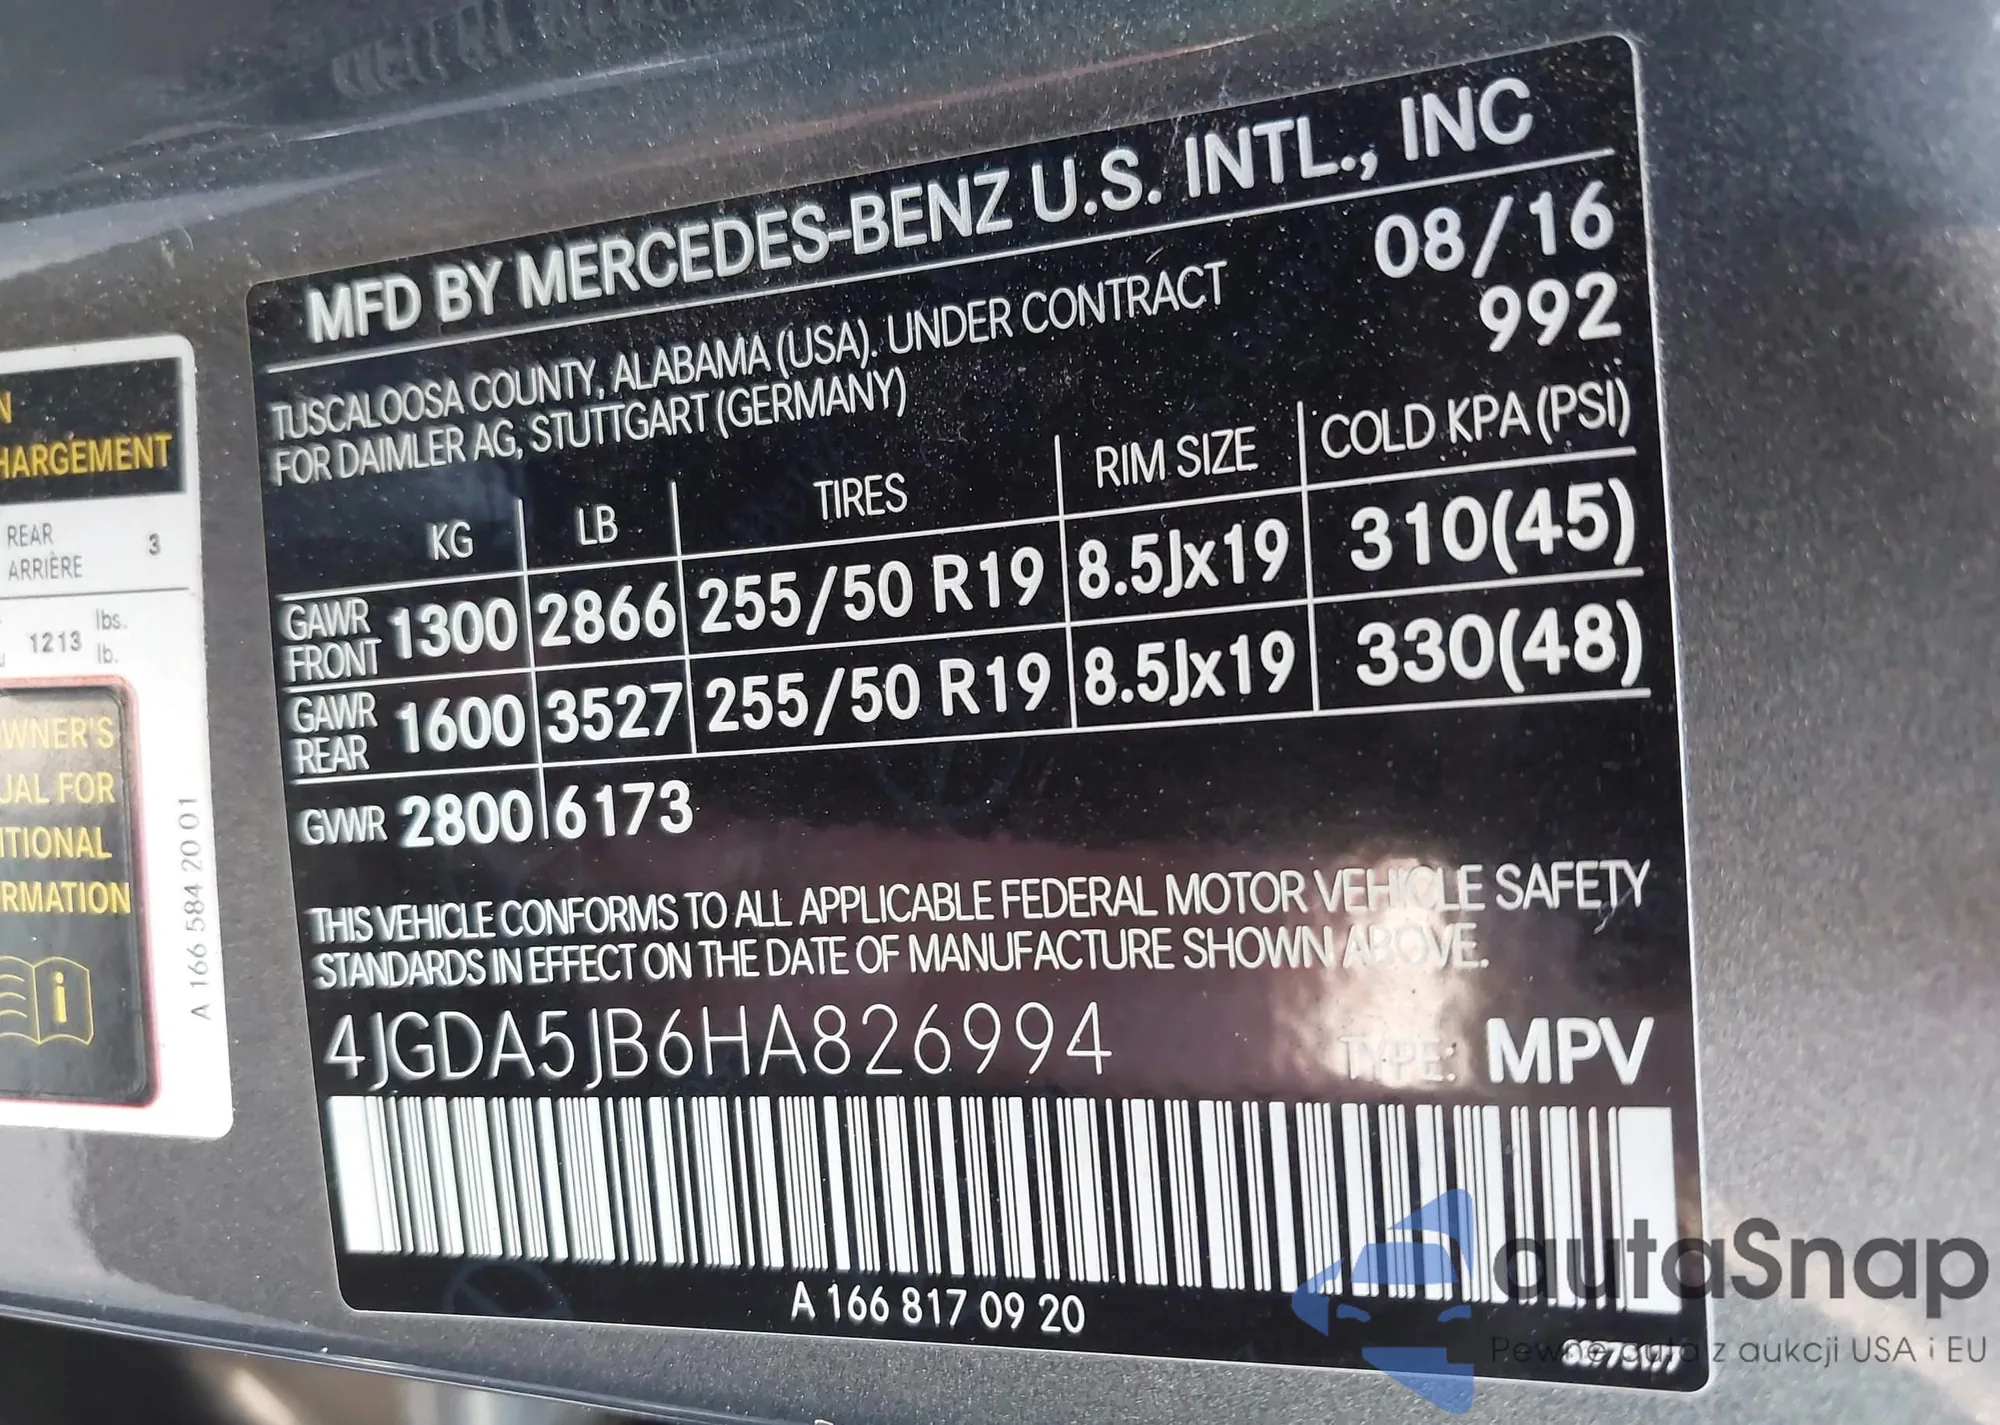 MFD BY MERCEDES-BENZ U.S. INTL., INC
TUSCALOOSA COUNTY, ALABAMA (USA). UNDER CONTRACT
FOR DAIMLER AG, STUTTGART (GERMANY)
08/16
992
KG LB TIRES RIM SIZE COLD KPA (PSI)
GAWR FRONT 1300 2866 255/50 R19 8.5Jx19 310(45)
GAWR REAR 1600 3527 255/50 R19 8.5Jx19 330(48)
GVWR 2800 6173
THIS VEHICLE CONFORMS TO ALL APPLICABLE FEDERAL MOTOR VEHICLE SAFETY
STANDARDS IN EFFECT ON THE DATE OF MANUFACTURE SHOWN ABOVE.
4JGDA5JB6HA826994 TYPE: MPV
A 166 817 09 20
N
HARGEMENT
REAR
ARRIÈRE 3
1213 lbs.
lb.
WNER'S
UAL FOR
ITIONAL
RMATION
i
A 166 584 20 01
autaSnap
Pewne auta z aukcji USA i EU